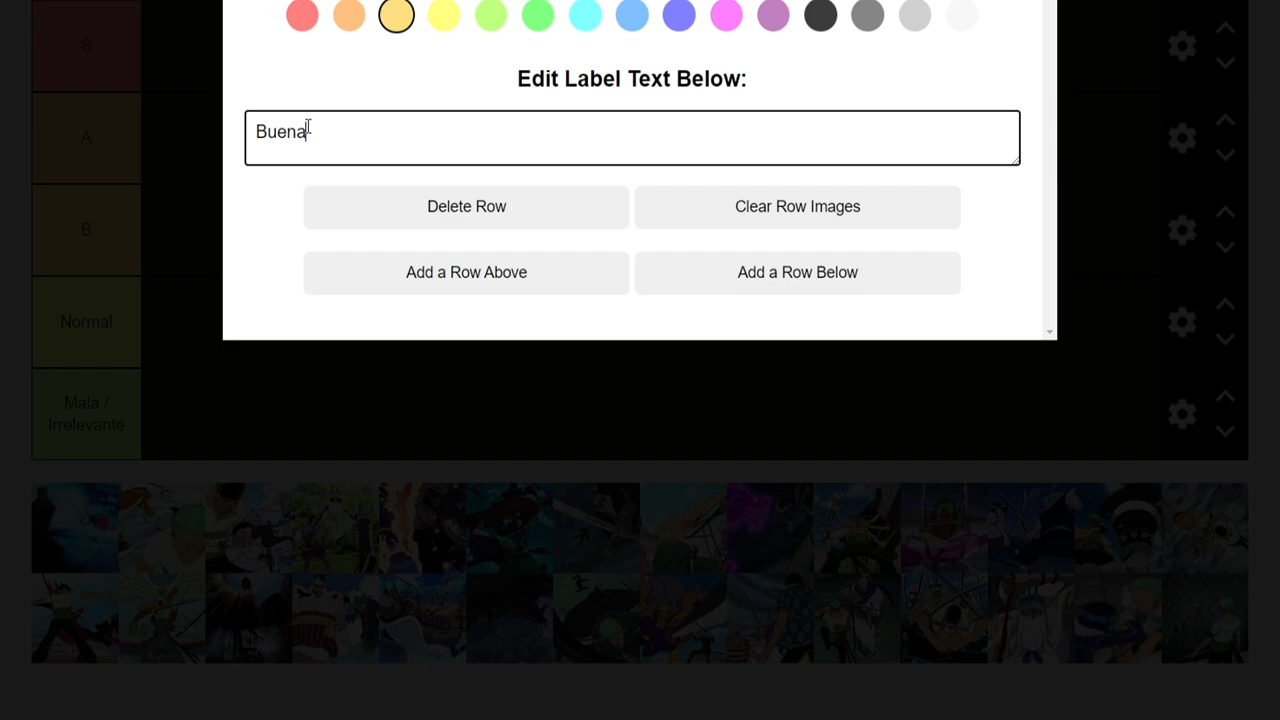 S
Edit Label Text Below:
Buena
A
Delete Row
Clear Row Images
B
Add a Row Above
Add a Row Below
Normal
Mala /
Irrelevante